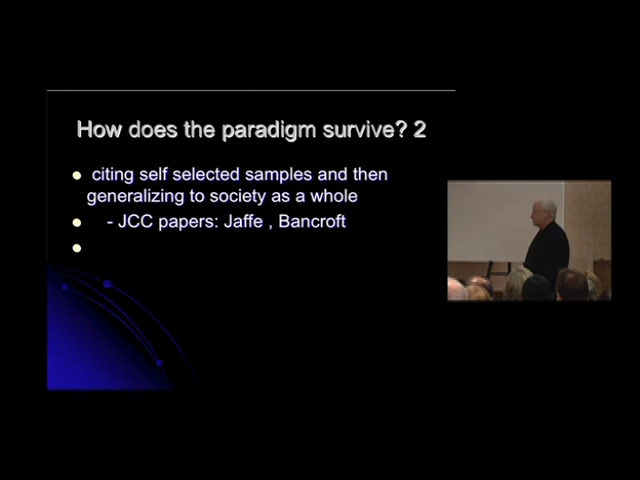 How does the paradigm survive? 2
citing self selected samples and then
generalizing to society as a whole
- JCC papers: Jaffe , Bancroft